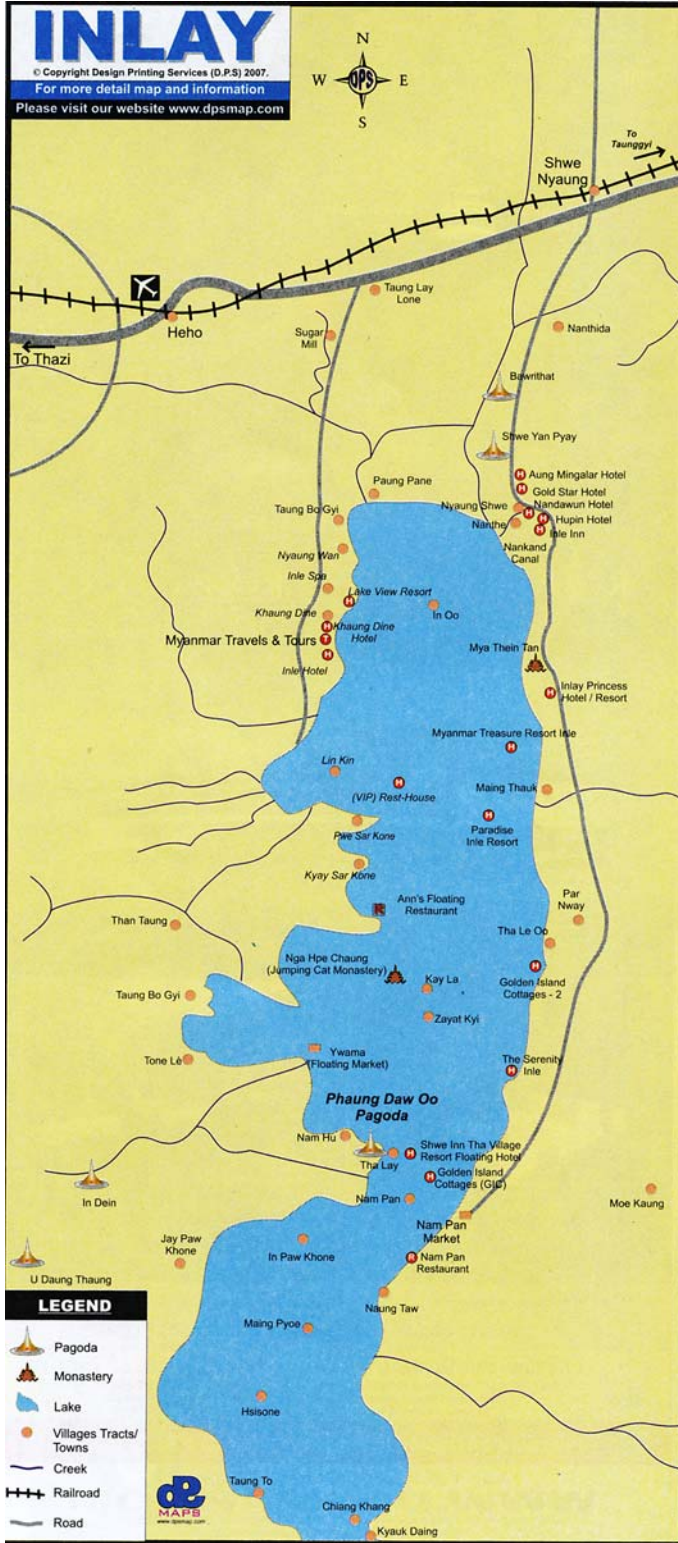 INLAY
© Copyright Design Printing Services (D.P.S) 2007.
For more detail map and information
Please visit our website www.dpsmap.com
N
W
DPS
E
S
To
Taunggyi
Shwe
Nyaung
Taung Lay
Lone
Heho
To Thazi
Sugar
Mill
Nanthida
Bawrithat
Shwe Yan Pyay
H
Aung Mingalar Hotel
H
Gold Star Hotel
Paung Pane
Nyaung Shwe
Nandawun Hotel
H
Taung Bo Gyi
H
Hupin Hotel
Nanthe
H
Inle Inn
Nankand
Canal
Nyaung Wan
Inle Spa
Lake View Resort
H
Khaung Dine
In Oo
H
Khaung Dine
Hotel
Myanmar Travels & Tours
T
Mya Thein Tan
H
Inle Hotel
H
Inlay Princess
Hotel / Resort
Myanmar Treasure Resort Inle
H
Lin Kin
H
(VIP) Rest-House
Maing Thauk
H
Paradise
Inle Resort
Pwe Sar Kone
Kyay Sar Kone
Ann's Floating
Restaurant
R
Par
Nway
Than Taung
Tha Le Oo
Nga Hpe Chaung
(Jumping Cat Monastery)
H
Golden Island
Cottages - 2
Kay La
Taung Bo Gyi
Zayat Kyi
Ywama
(Floating Market)
Tone Lè
The Serenity
Inle
H
Phaung Daw Oo
Pagoda
Nam Hu
Shwe Inn Tha Village
Resort Floating Hotel
H
Tha Lay
H
Golden Island
Cottages (GIC)
In Dein
Nam Pan
Moe Kaung
Nam Pan
Market
Jay Paw
Khone
In Paw Khone
R
Nam Pan
Restaurant
U Daung Thaung
Naung Taw
LEGEND
Pagoda
Monastery
Lake
Villages Tracts/
Towns
Creek
Railroad
Road
Maing Pyoe
Hsisone
Taung To
MAPS
www.dpsmap.com
Chiang Khang
Kyauk Daing